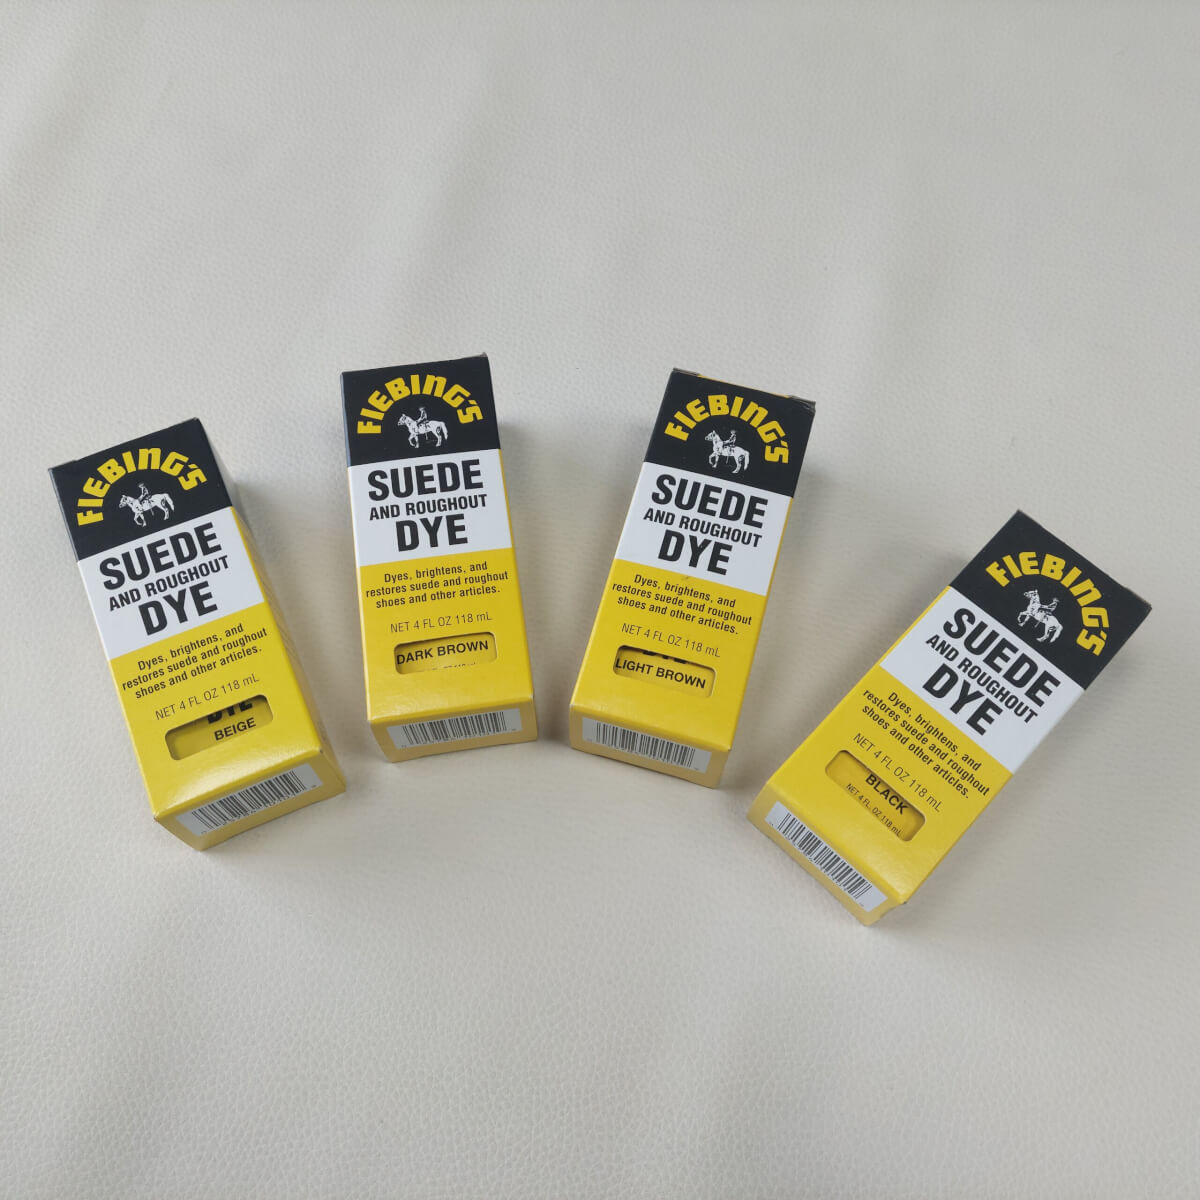 FIEBING'S
SUEDE
AND ROUGHOUT
DYE
Dyes, brightens, and
restores suede and roughout
shoes and other articles.
NET 4 FL OZ 118 mL
DYE
BEIGE
FIEBING'S
SUEDE
AND ROUGHOUT
DYE
Dyes, brightens, and
restores suede and roughout
shoes and other articles.
NET 4 FL OZ 118 mL
DARK BROWN
FIEBING'S
SUEDE
AND ROUGHOUT
DYE
Dyes, brightens, and
restores suede and roughout
shoes and other articles.
NET 4 FL OZ 118 mL
LIGHT BROWN
FIEBING'S
SUEDE
AND ROUGHOUT
DYE
Dyes, brightens, and
restores suede and roughout
shoes and other articles.
NET 4 FL OZ 118 mL
BLACK
NET 4 FL. OZ 118 mL